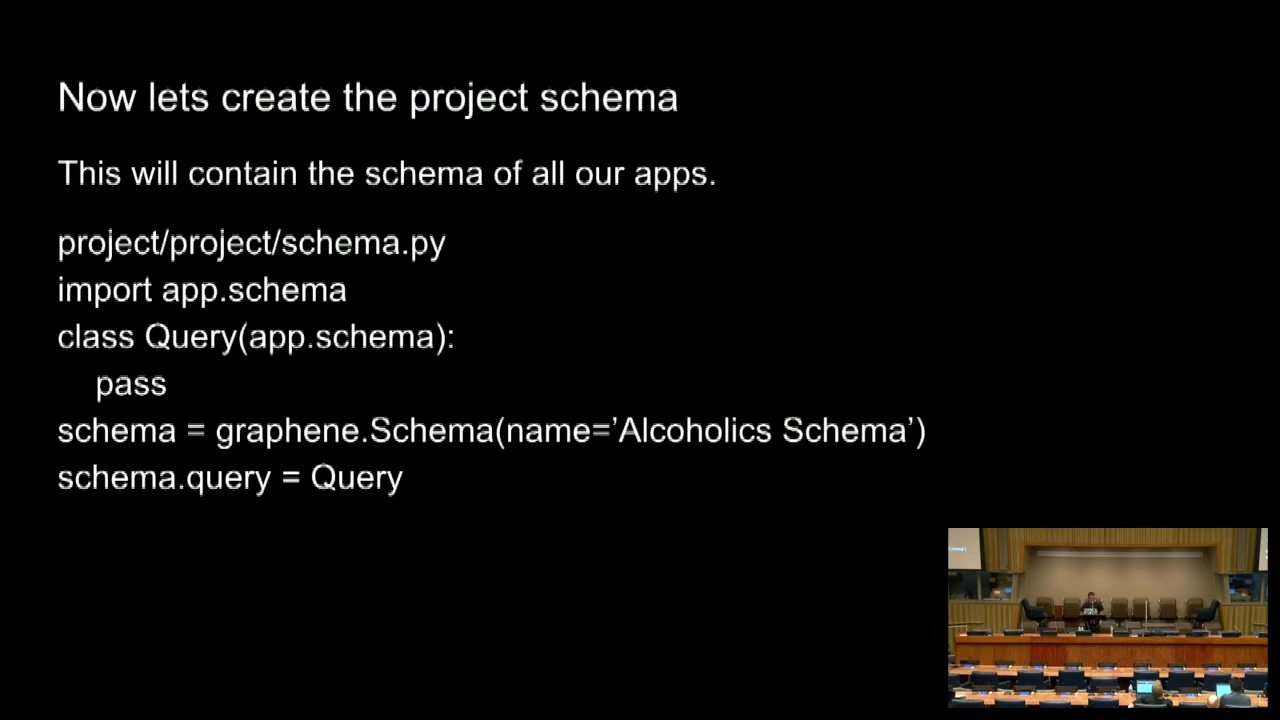 Now lets create the project schema
This will contain the schema of all our apps.
project/project/schema.py
import app.schema
class Query(app.schema):
pass
schema = graphene.Schema(name=’Alcoholics Schema’)
schema.query = Query